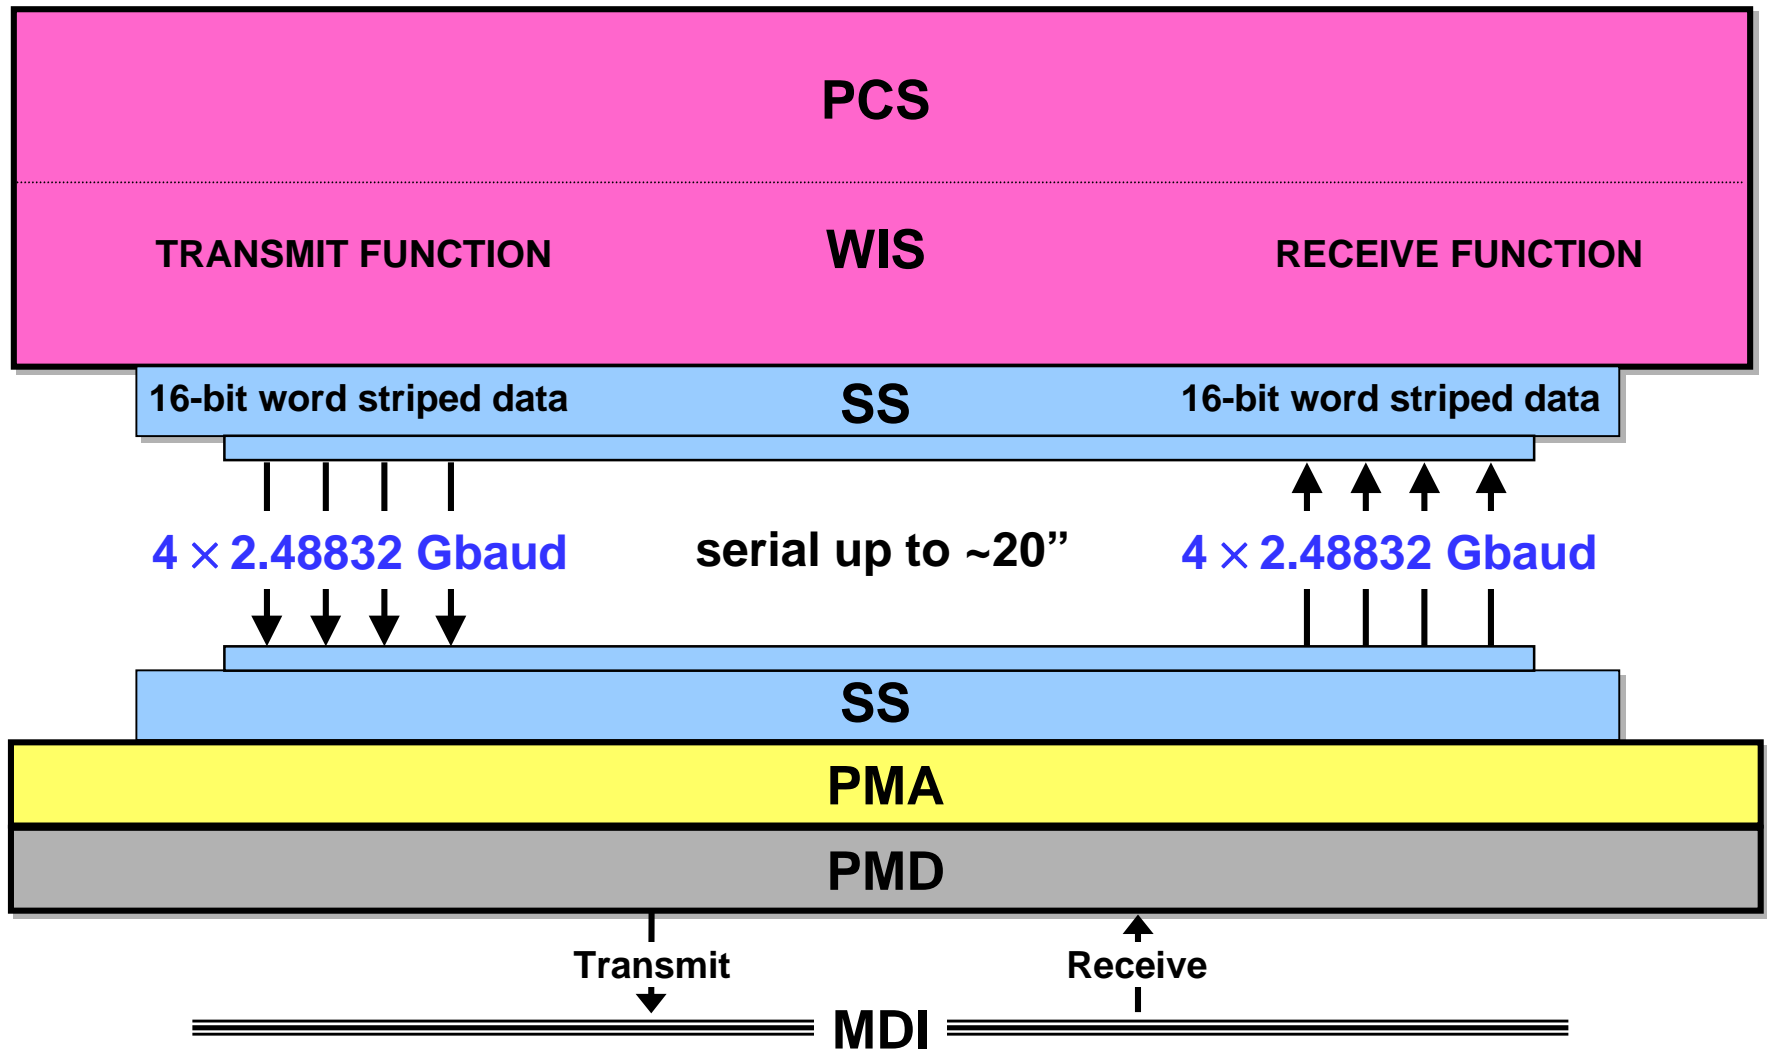 PCS
TRANSMIT FUNCTION WIS RECEIVE FUNCTION
16-bit word striped data SS 16-bit word striped data
4 × 2.48832 Gbaud serial up to ~20” 4 × 2.48832 Gbaud
SS
PMA
PMD
Transmit Receive
MDI